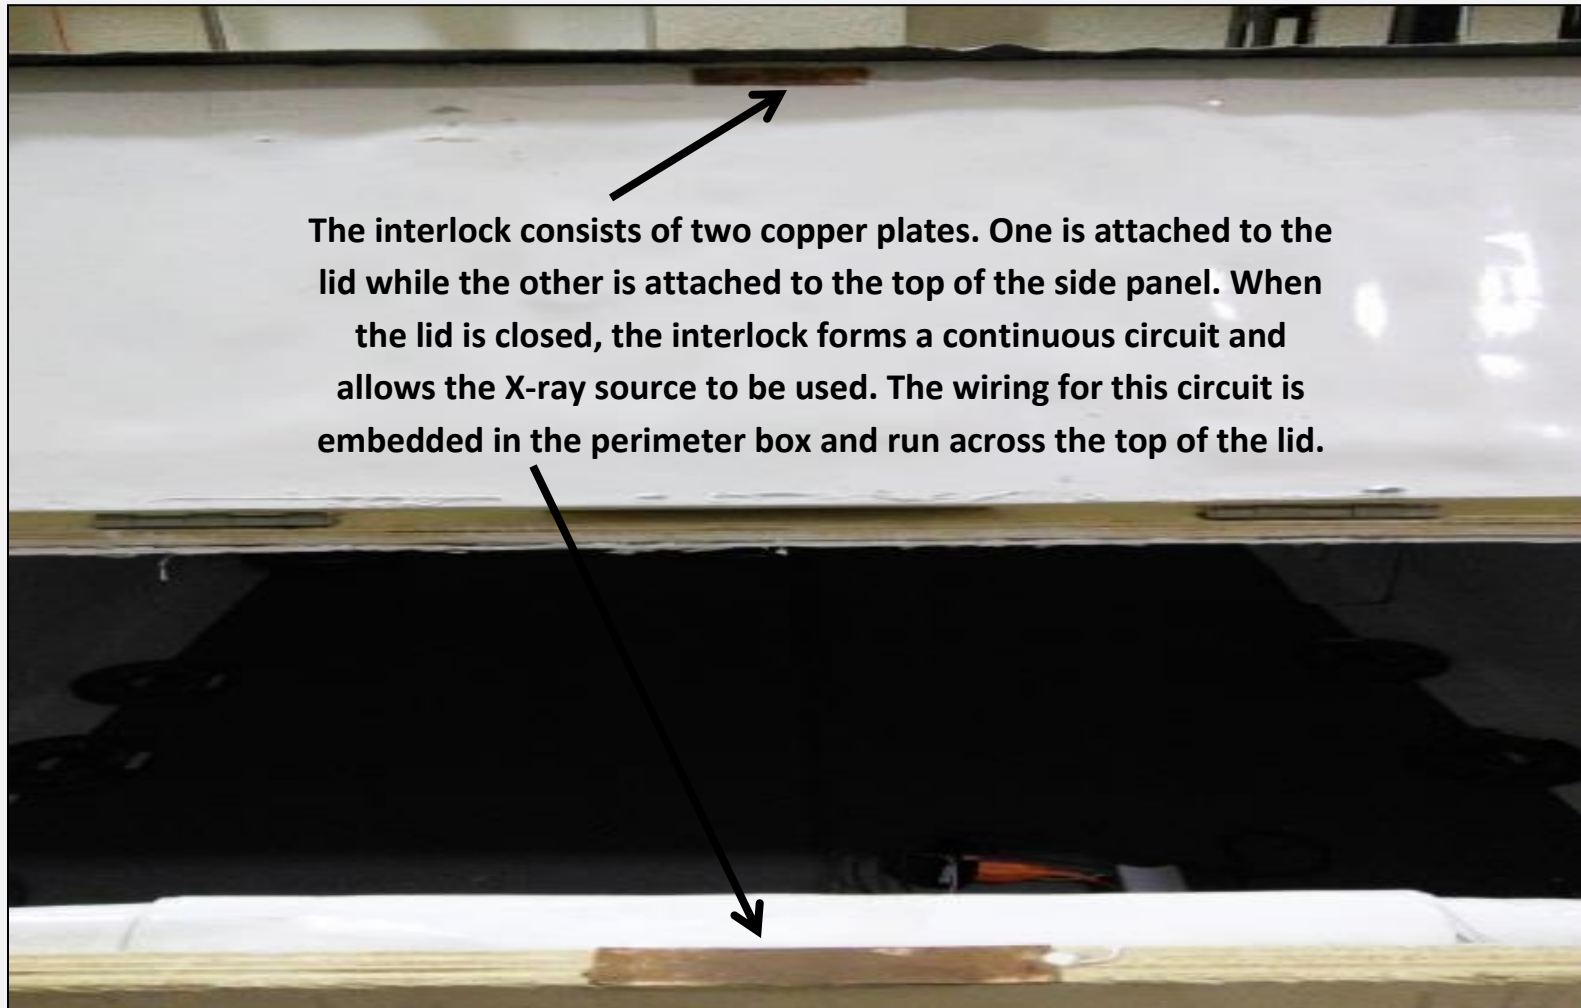 The interlock consists of two copper plates. One is attached to the
lid while the other is attached to the top of the side panel. When
the lid is closed, the interlock forms a continuous circuit and
allows the X-ray source to be used. The wiring for this circuit is
embedded in the perimeter box and run across the top of the lid.